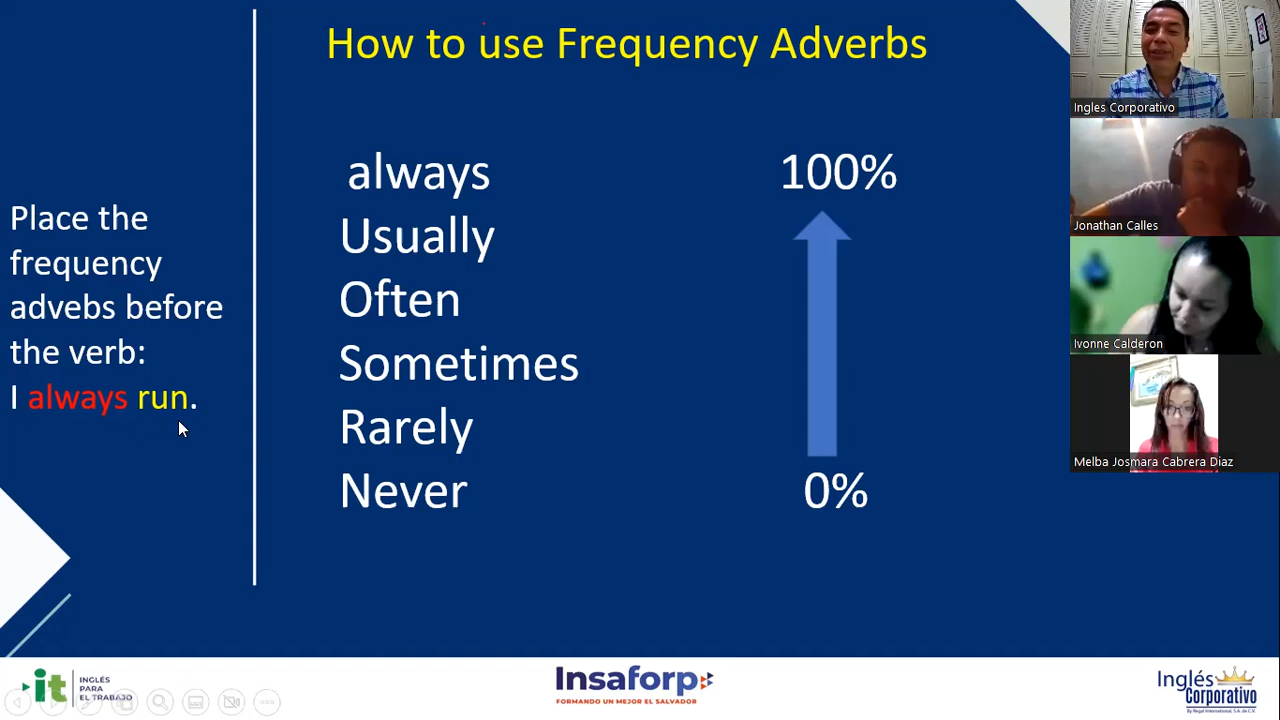 How to use Frequency Adverbs
Place the
frequency
advebs before
the verb:
I always run.
always 100%
Usually
Often
Sometimes
Rarely
Never 0%
Ingles Corporativo
Jonathan Calles
Ivonne Calderon
Melba Josmara Cabrera Diaz
it
INGLÉS
PARA
EL TRABAJO
Insaforp
FORMANDO UN MEJOR EL SALVADOR
Inglés
Corporativo
By Regal International, S.A. de C.V.